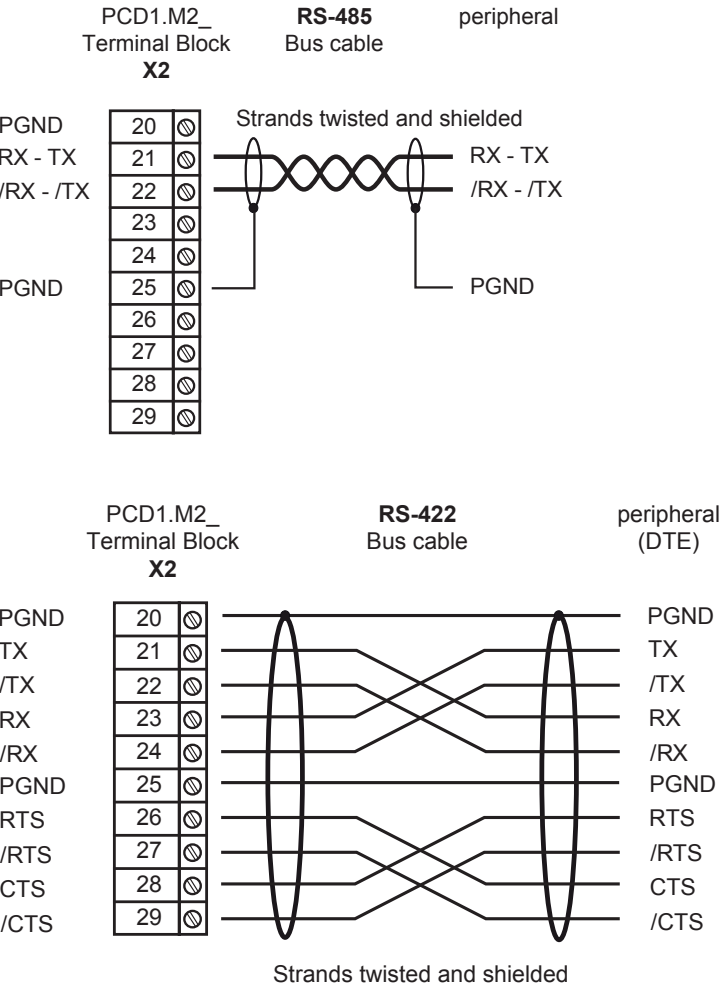 PCD1.M2_ RS-485 peripheral
Terminal Block Bus cable
X2
PGND 20 Strands twisted and shielded
RX - TX 21 RX - TX
/RX - /TX 22 /RX - /TX
23
24
PGND 25 PGND
26
27
28
29
PCD1.M2_ RS-422 peripheral
Terminal Block Bus cable (DTE)
X2
PGND 20 PGND
TX 21 TX
/TX 22 /TX
RX 23 RX
/RX 24 /RX
PGND 25 PGND
RTS 26 RTS
/RTS 27 /RTS
CTS 28 CTS
/CTS 29 /CTS
Strands twisted and shielded